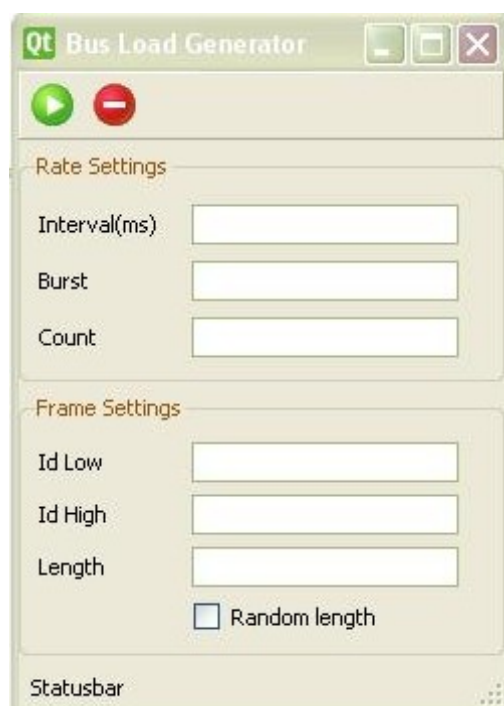 Qt Bus Load Generator
Rate Settings
Interval(ms)
Burst
Count
Frame Settings
Id Low
Id High
Length
Random length
Statusbar